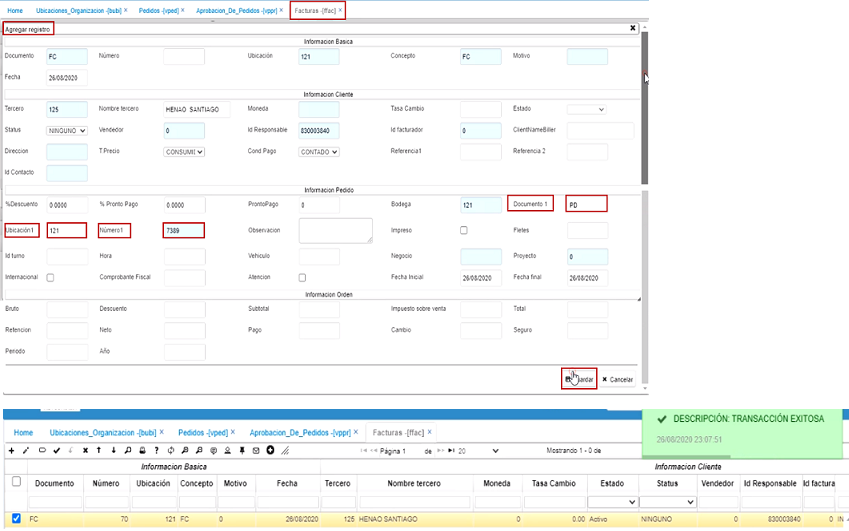 Home Ubicaciones_Organizacion -[bubi] × Pedidos -[vped] × Aprobacion_De_Pedidos -[vppr] × Facturas -[ffac] ×
Agregar registro ×
Informacion Basica
Documento FC Número Ubicación 121 Concepto FC Motivo
Fecha 26/08/2020
Informacion Cliente
Tercero 125 Nombre tercero HENAO SANTIAGO Moneda Tasa Cambio Estado
Status NINGUNO Vendedor 0 Id Responsable 830003840 Id facturador 0 ClientNameBiller
Direccion T.Precio CONSUMI Cond.Pago CONTADO Referencia1 Referencia 2
Id Contacto
Informacion Pedido
%Descuento 0.0000 % Pronto Pago 0.0000 ProntoPago 0 Bodega 121 Documento 1 PD
Ubicación1 121 Número1 7389 Observacion Impreso Fletes
Id turno Hora Vehiculo Negocio Proyecto 0
Internacional Comprobante Fiscal Atencion Fecha Inicial 26/08/2020 Fecha final 26/08/2020
Informacion Orden
Bruto Descuento Subtotal Impuesto sobre venta Total
Retencion Neto Pago Cambio Seguro
Periodo Año
× Cancelar
DESCRIPCIÓN: TRANSACCIÓN EXITOSA
26/08/2020 23:07:51
Home Ubicaciones_Organizacion -[bubi] × Pedidos -[vped] × Aprobacion_De_Pedidos -[vppr] × Facturas -[ffac] ×
Página 1 de 20 Mostrando 1 - 0 de
Informacion Basica Informacion Cliente
Documento Número Ubicación Concepto Motivo Fecha Tercero Nombre tercero Moneda Tasa Cambio Estado Status Vendedor Id Responsable Id factura
FC 70 121 FC 0 26/08/2020 125 HENAO SANTIAGO 0 0.00 Activo NINGUNO 0 830003840 0 IN